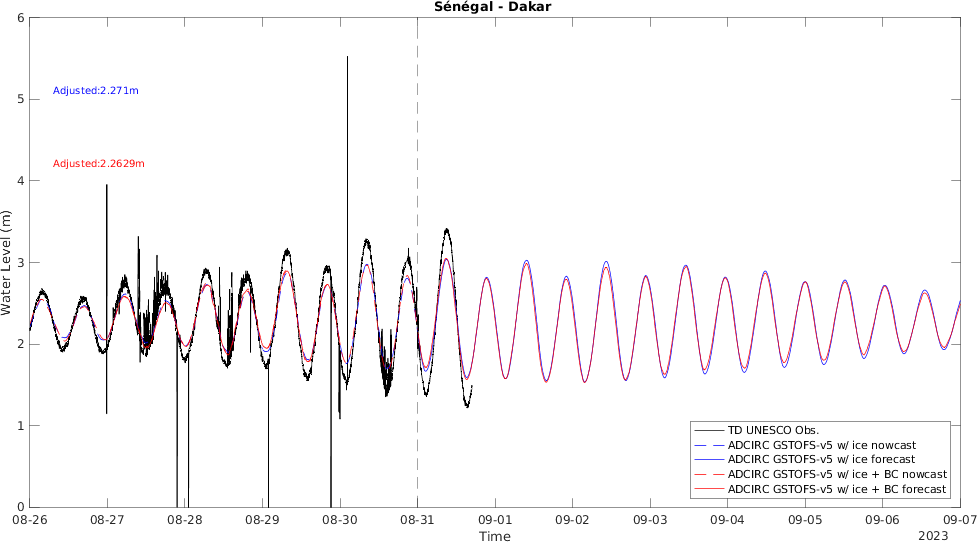 Sénégal - Dakar
6
5
4
3
2
1
0
Water Level (m)
Adjusted:2.271m
Adjusted:2.2629m
TD UNESCO Obs.
ADCIRC GSTOFS-v5 w/ ice nowcast
ADCIRC GSTOFS-v5 w/ ice forecast
ADCIRC GSTOFS-v5 w/ ice + BC nowcast
ADCIRC GSTOFS-v5 w/ ice + BC forecast
08-26 08-27 08-28 08-29 08-30 08-31 09-01 09-02 09-03 09-04 09-05 09-06 09-07
Time
2023